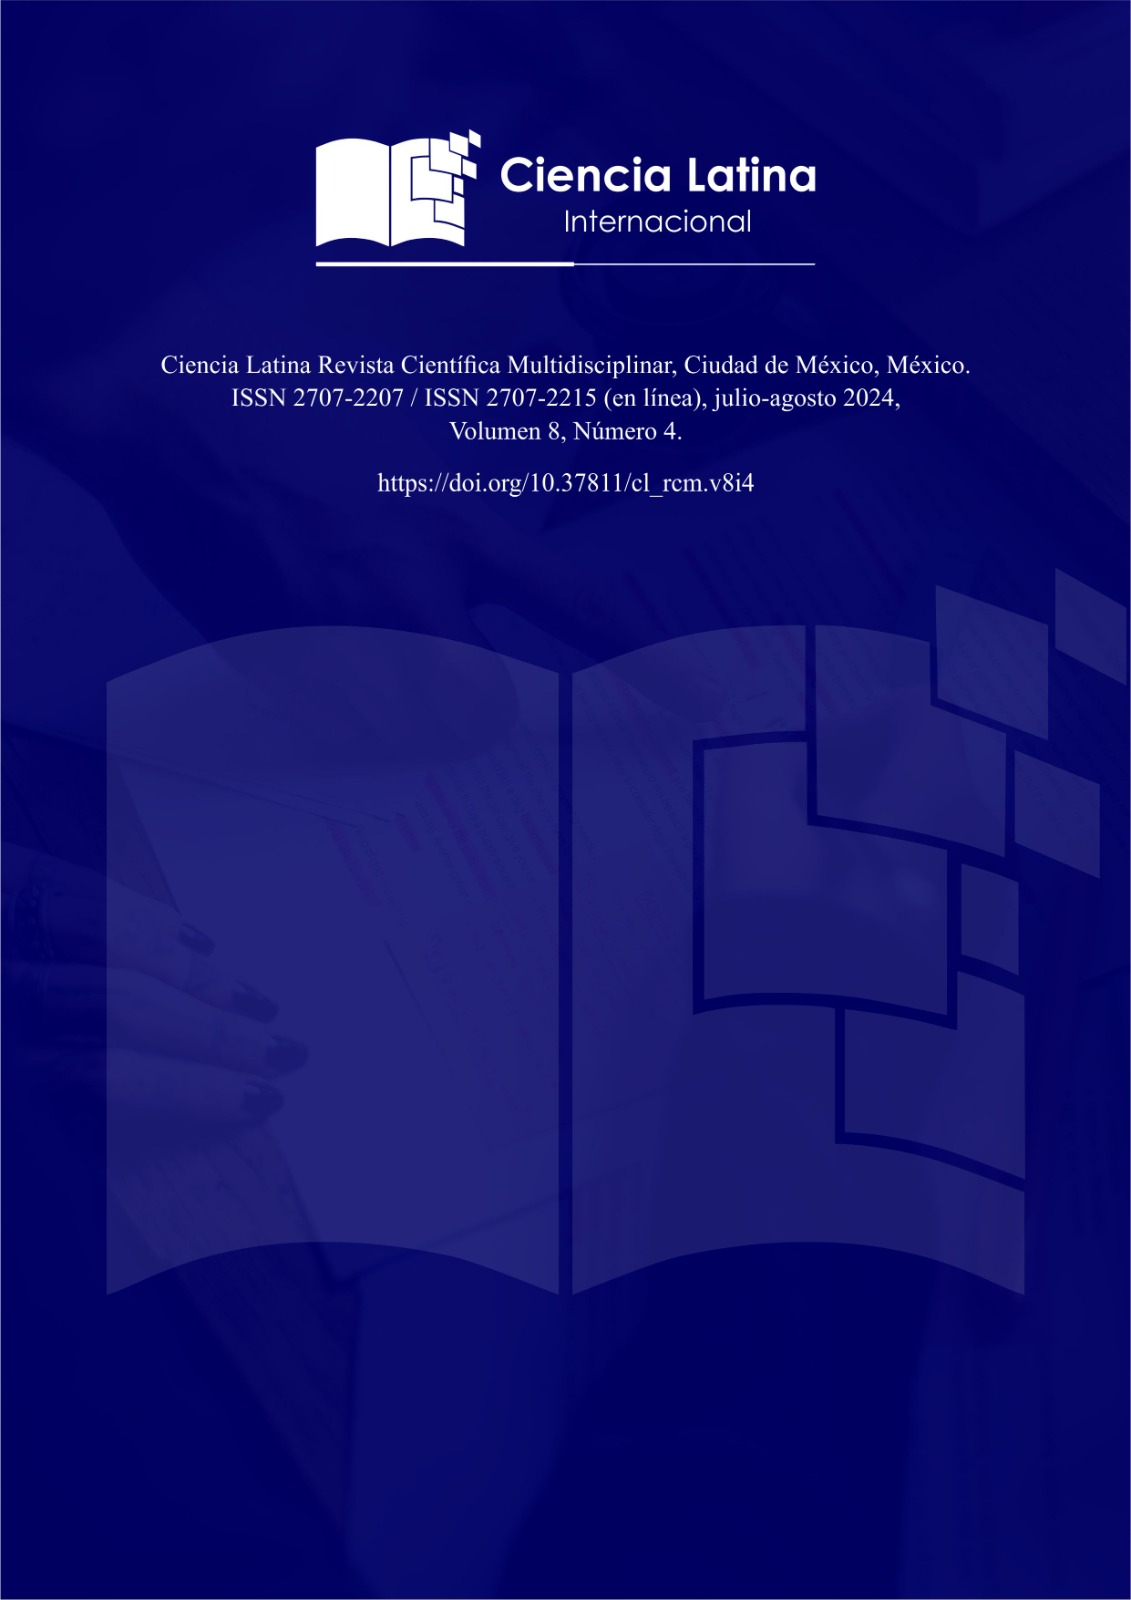 Ciencia Latina
Internacional
Ciencia Latina Revista Científica Multidisciplinar, Ciudad de México, México.
ISSN 2707-2207 / ISSN 2707-2215 (en línea), julio-agosto 2024,
Volumen 8, Número 4.
https://doi.org/10.37811/cl_rcm.v8i4